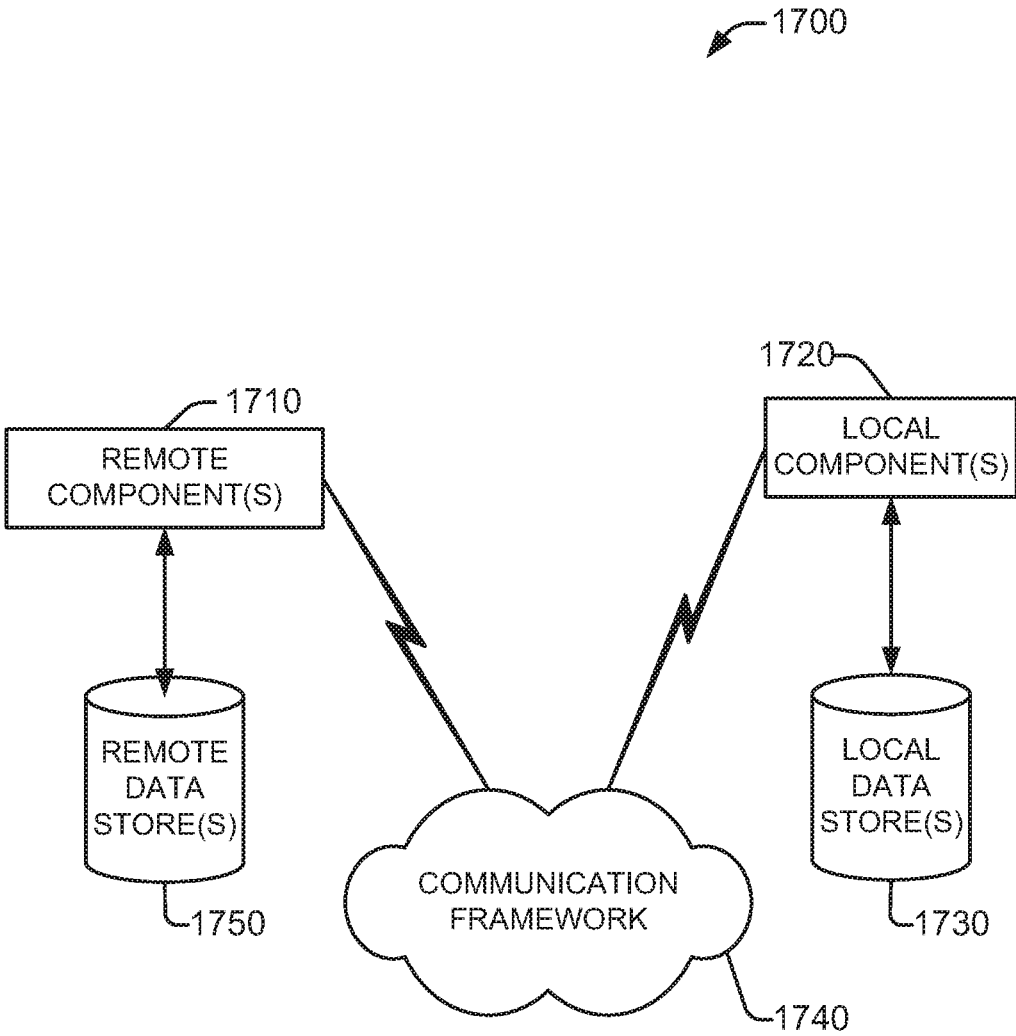 1700
1720
1710
LOCAL
COMPONENT(S)
REMOTE
COMPONENT(S)
REMOTE
DATA
STORE(S)
LOCAL
DATA
STORE(S)
COMMUNICATION
FRAMEWORK
1750
1730
1740